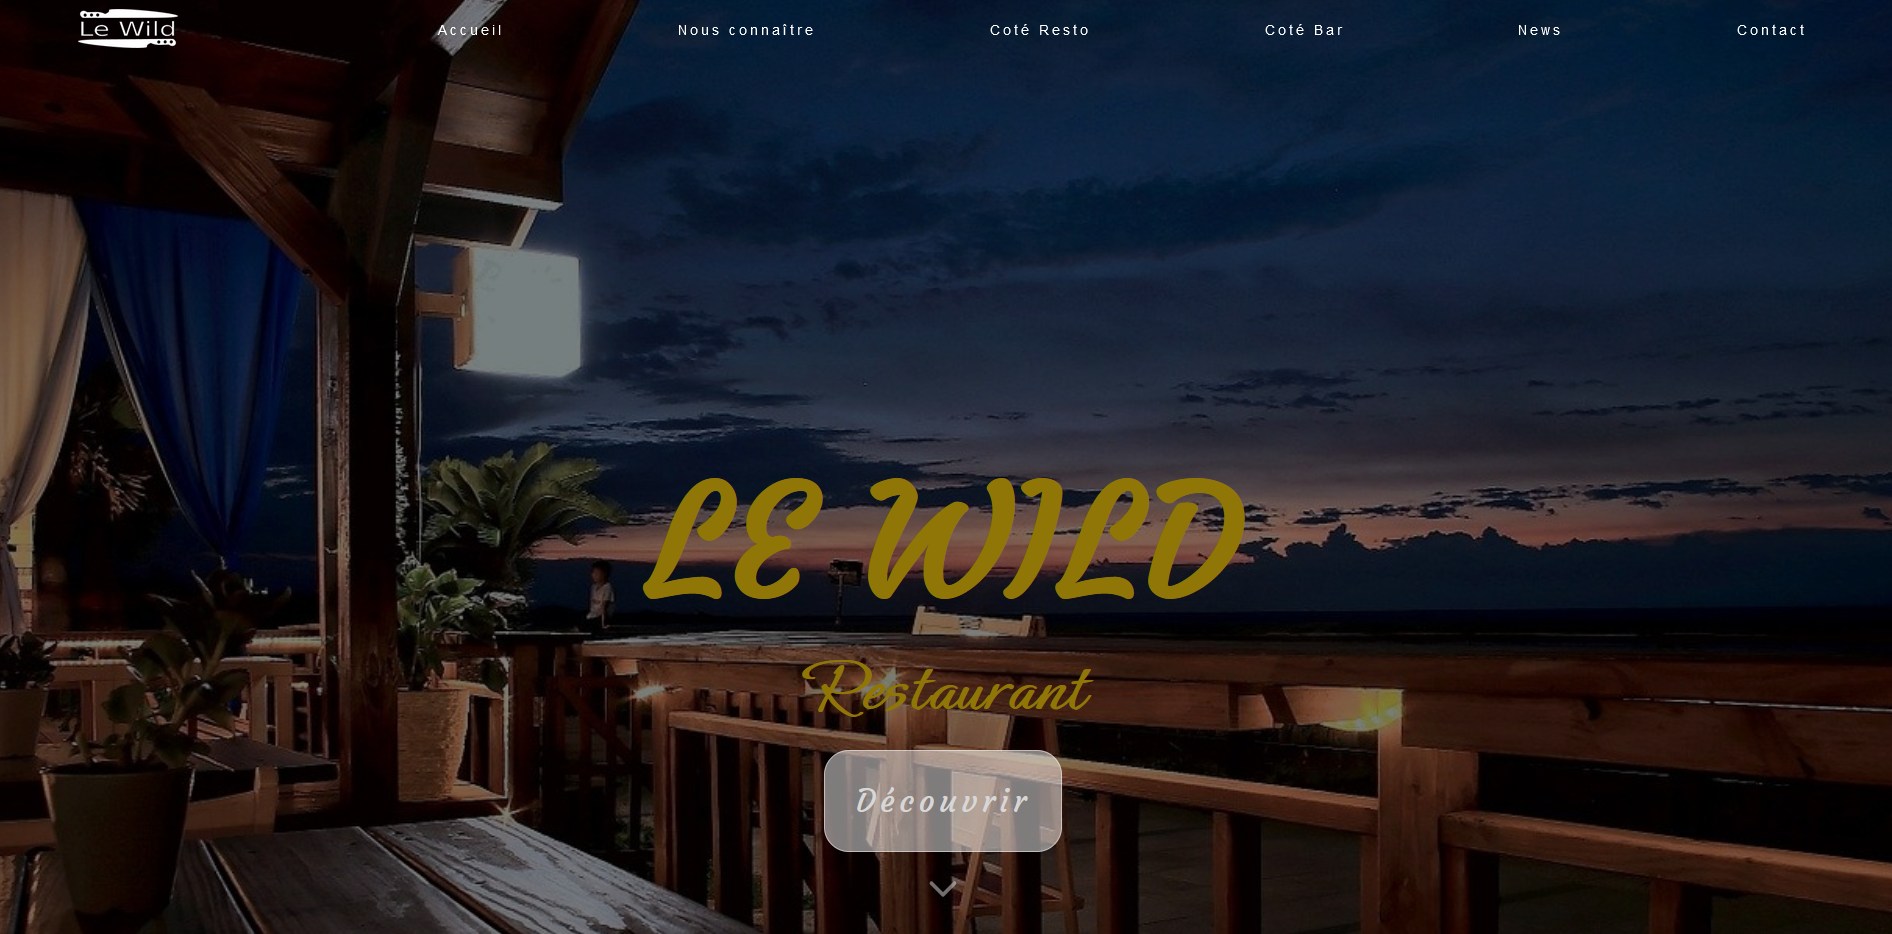 Le Wild
Accueil
Nous connaître
Coté Resto
Coté Bar
News
Contact
LE WILD
Restaurant
Découvrir